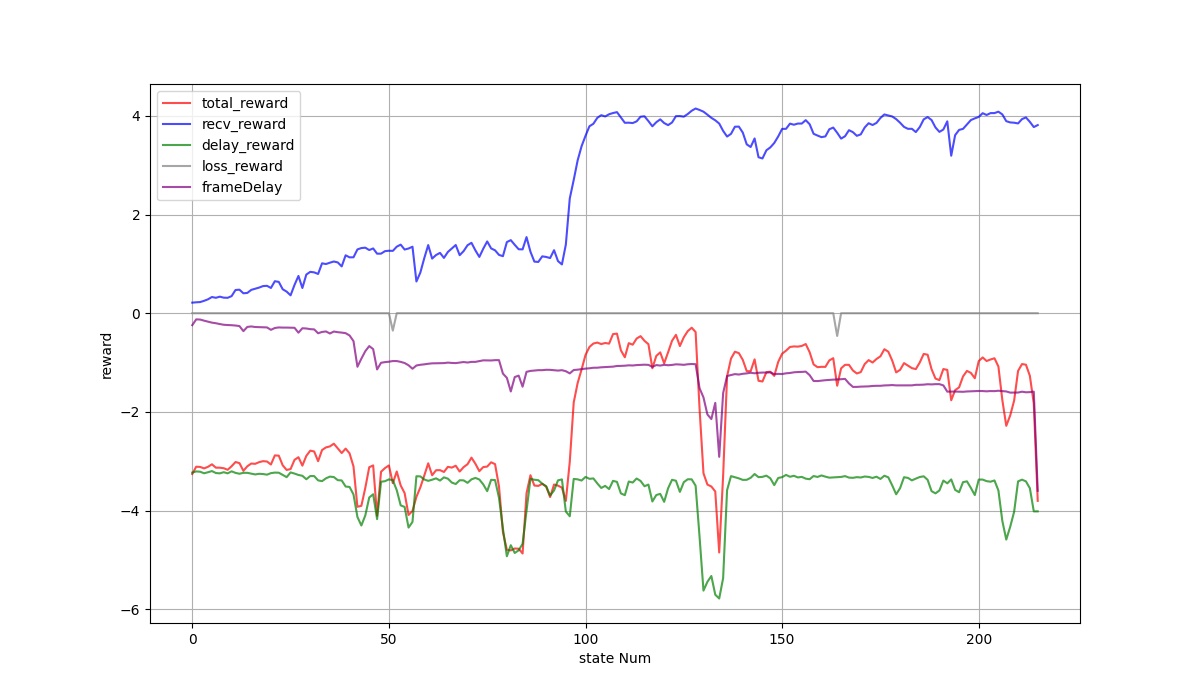 total_reward
recv_reward
delay_reward
loss_reward
frameDelay
reward
4
2
0
−2
−4
−6
0 50 100 150 200
state Num